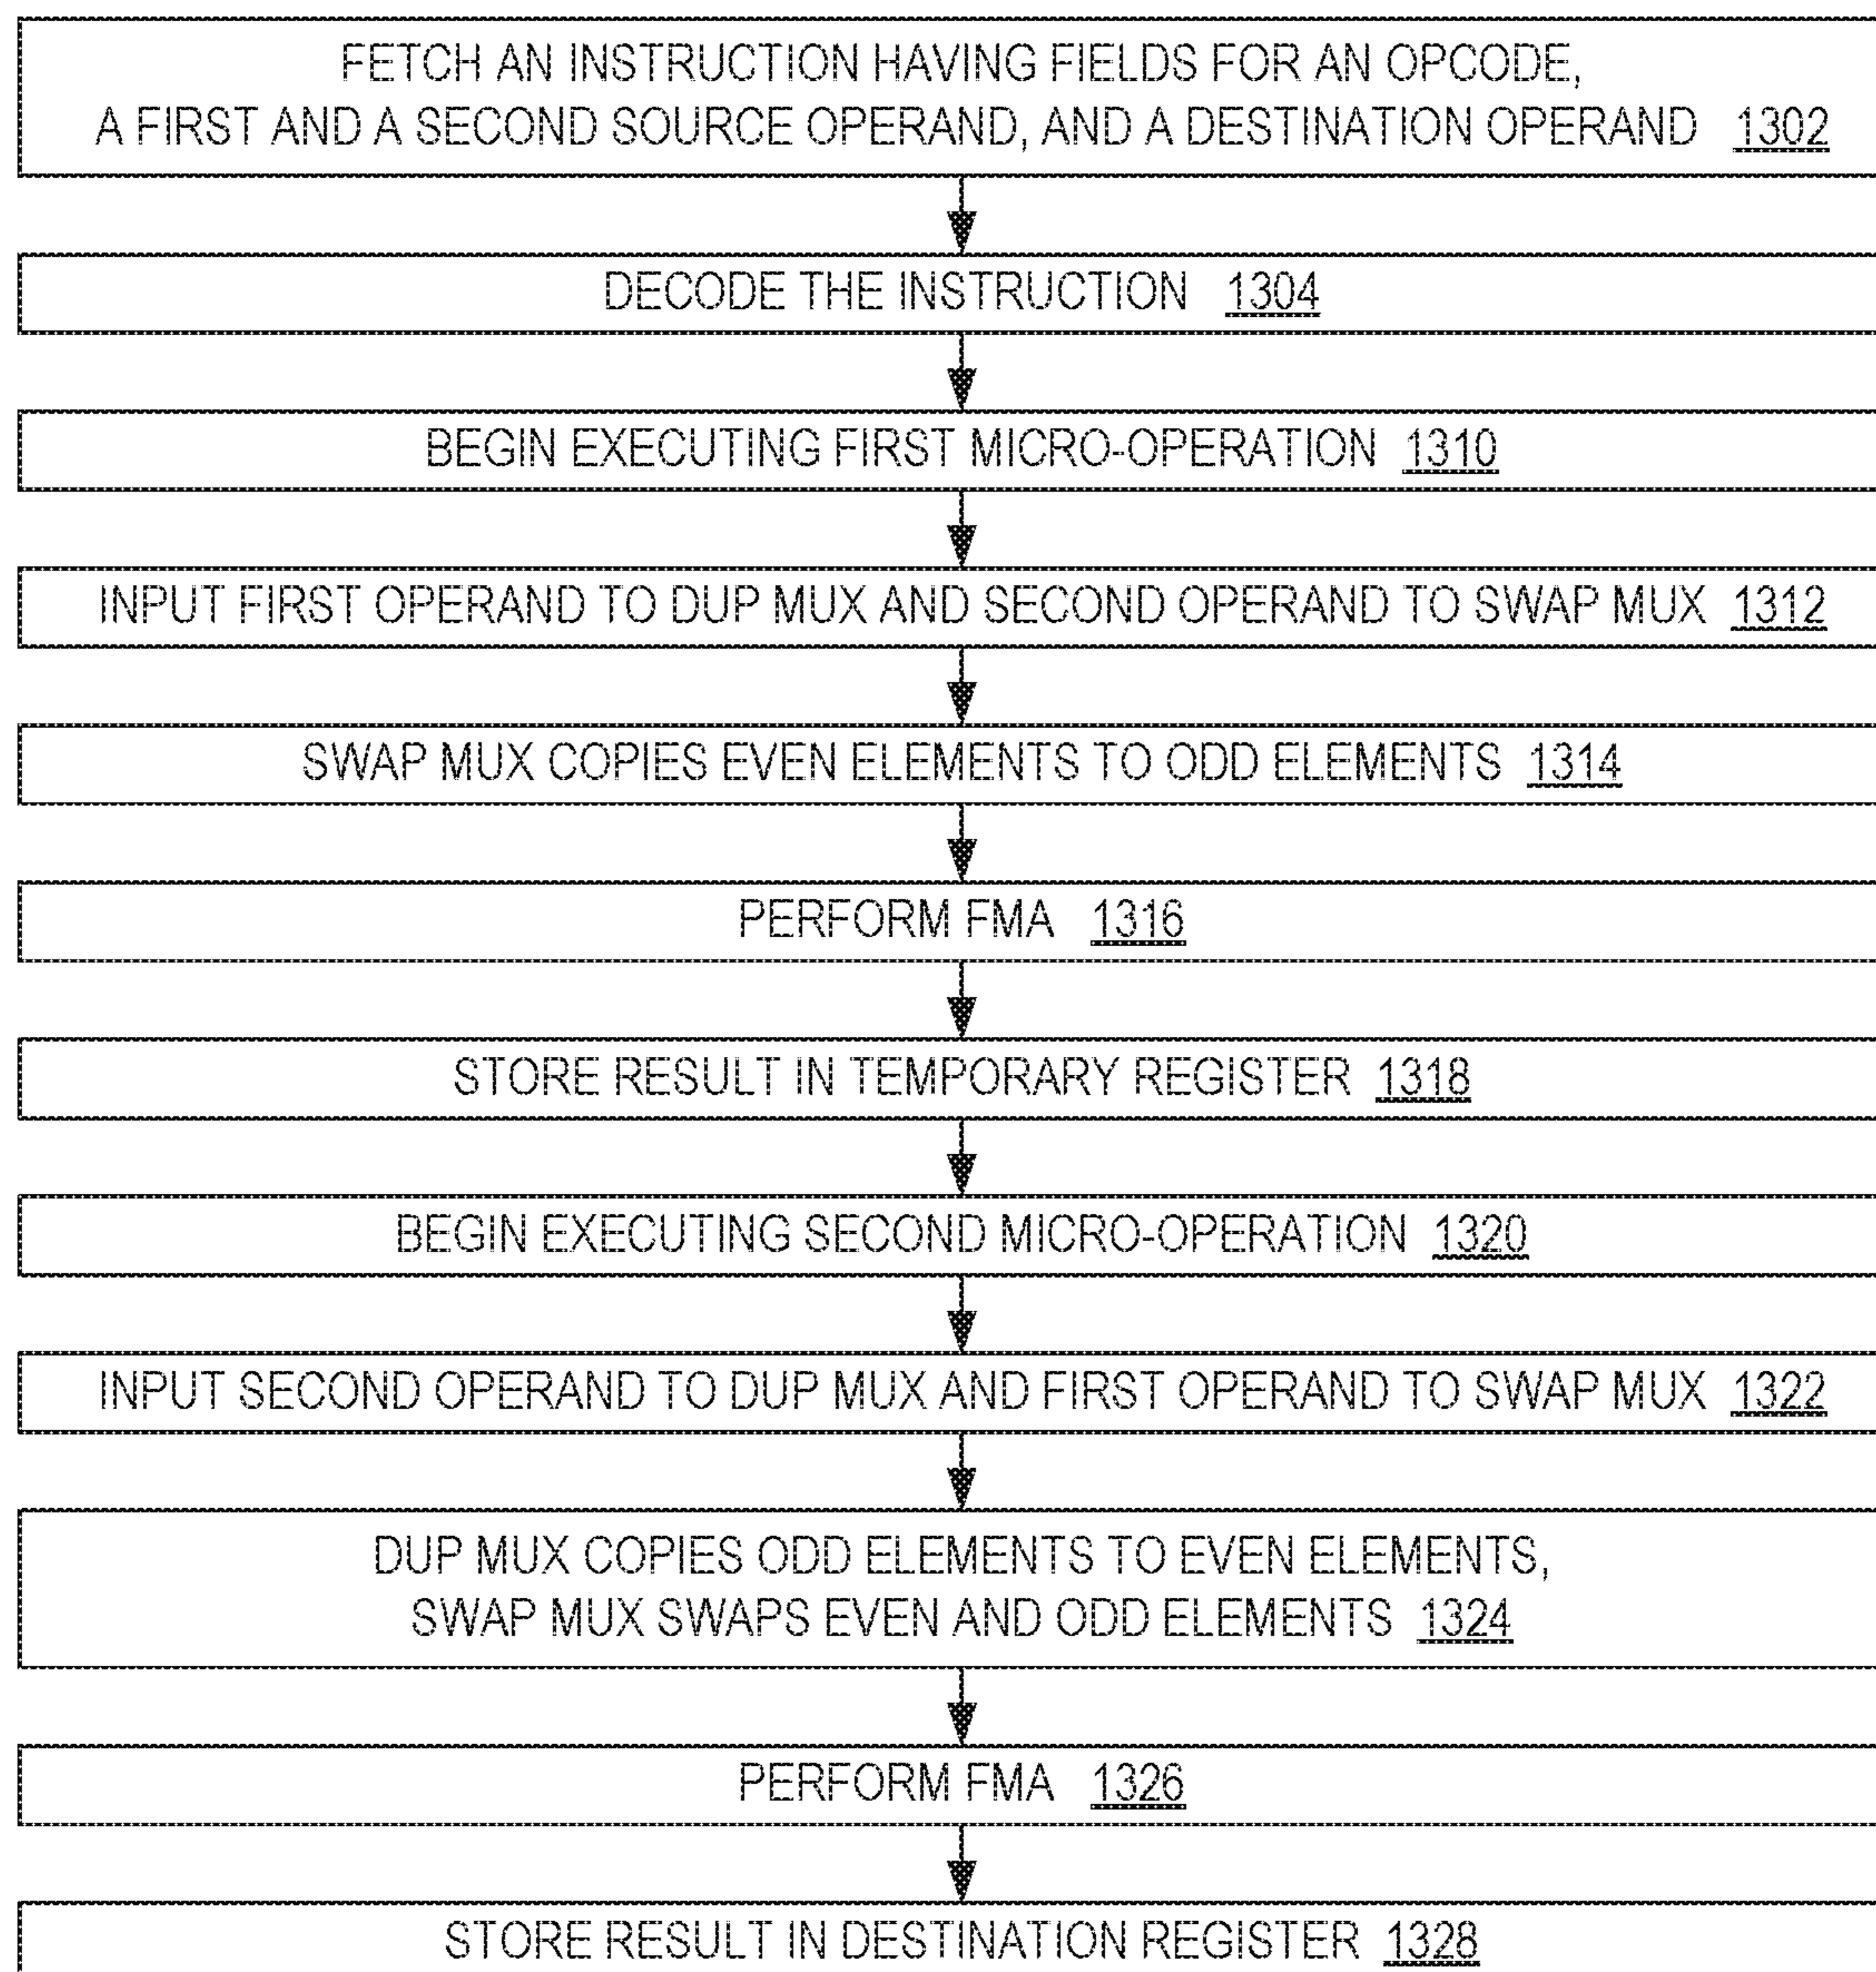 FETCH AN INSTRUCTION HAVING FIELDS FOR AN OPCODE,
A FIRST AND A SECOND SOURCE OPERAND, AND A DESTINATION OPERAND 1302
DECODE THE INSTRUCTION 1304
BEGIN EXECUTING FIRST MICRO-OPERATION 1310
INPUT FIRST OPERAND TO DUP MUX AND SECOND OPERAND TO SWAP MUX 1312
SWAP MUX COPIES EVEN ELEMENTS TO ODD ELEMENTS 1314
PERFORM FMA 1316
STORE RESULT IN TEMPORARY REGISTER 1318
BEGIN EXECUTING SECOND MICRO-OPERATION 1320
INPUT SECOND OPERAND TO DUP MUX AND FIRST OPERAND TO SWAP MUX 1322
DUP MUX COPIES ODD ELEMENTS TO EVEN ELEMENTS,
SWAP MUX SWAPS EVEN AND ODD ELEMENTS 1324
PERFORM FMA 1326
STORE RESULT IN DESTINATION REGISTER 1328